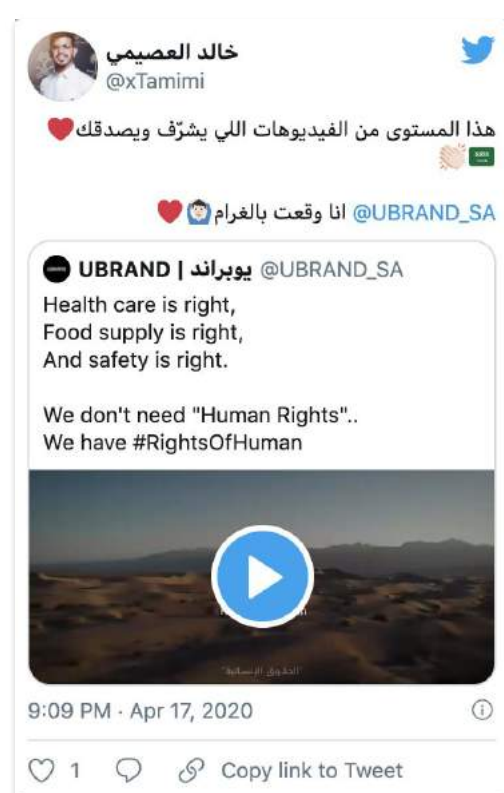 خالد العصيمي
@xTamimi
هذا المستوى من الفيديوهات اللي يشرّف ويصدقك❤️
🇸🇦👏🏻
@UBRAND_SA انا وقعت بالغرام🙆🏻‍♂️❤️
UBRAND | يوبراند @UBRAND_SA
Health care is right,
Food supply is right,
And safety is right.
We don't need "Human Rights"..
We have #RightsOfHuman
"الحقوق الإنسانية"
9:09 PM · Apr 17, 2020
1 Copy link to Tweet